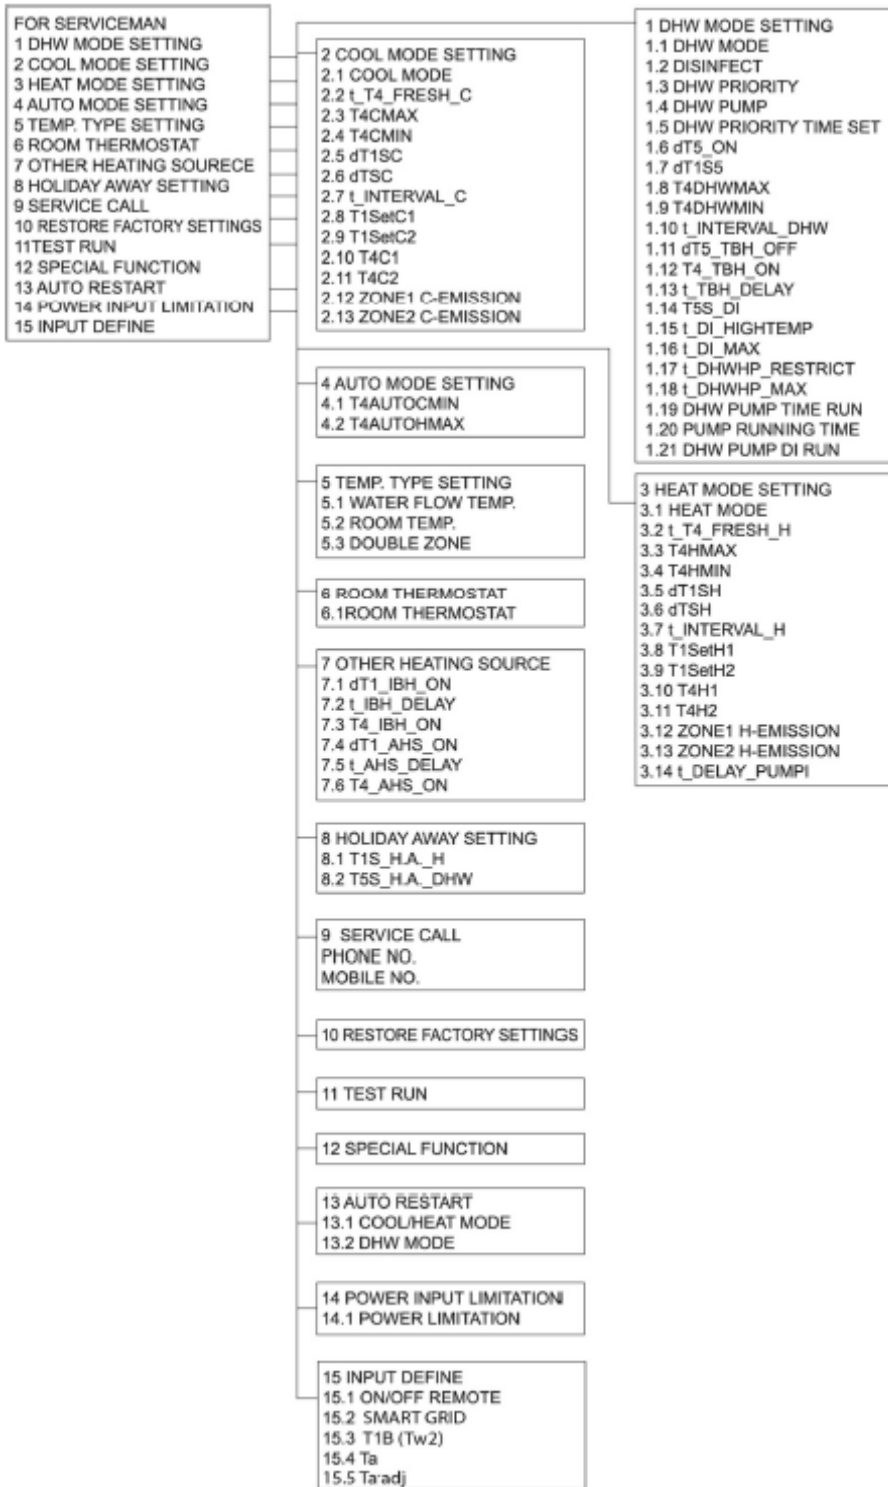 FOR SERVICEMAN
1 DHW MODE SETTING
2 COOL MODE SETTING
3 HEAT MODE SETTING
4 AUTO MODE SETTING
5 TEMP. TYPE SETTING
6 ROOM THERMOSTAT
7 OTHER HEATING SOURECE
8 HOLIDAY AWAY SETTING
9 SERVICE CALL
10 RESTORE FACTORY SETTINGS
11TEST RUN
12 SPECIAL FUNCTION
13 AUTO RESTART
14 POWER INPUT LIMITATION
15 INPUT DEFINE
2 COOL MODE SETTING
2.1 COOL MODE
2.2 t_T4_FRESH_C
2.3 T4CMAX
2.4 T4CMIN
2.5 dT1SC
2.6 dTSC
2.7 t_INTERVAL_C
2.8 T1SetC1
2.9 T1SetC2
2.10 T4C1
2.11 T4C2
2.12 ZONE1 C-EMISSION
2.13 ZONE2 C-EMISSION
4 AUTO MODE SETTING
4.1 T4AUTOCMIN
4.2 T4AUTOHMAX
5 TEMP. TYPE SETTING
5.1 WATER FLOW TEMP.
5.2 ROOM TEMP.
5.3 DOUBLE ZONE
6 ROOM THERMOSTAT
6.1ROOM THERMOSTAT
7 OTHER HEATING SOURCE
7.1 dT1_IBH_ON
7.2 t_IBH_DELAY
7.3 T4_IBH_ON
7.4 dT1_AHS_ON
7.5 t_AHS_DELAY
7.6 T4_AHS_ON
8 HOLIDAY AWAY SETTING
8.1 T1S_H.A._H
8.2 T5S_H.A._DHW
9 SERVICE CALL
PHONE NO.
MOBILE NO.
10 RESTORE FACTORY SETTINGS
11 TEST RUN
12 SPECIAL FUNCTION
13 AUTO RESTART
13.1 COOL/HEAT MODE
13.2 DHW MODE
14 POWER INPUT LIMITATION
14.1 POWER LIMITATION
15 INPUT DEFINE
15.1 ON/OFF REMOTE
15.2 SMART GRID
15.3 T1B (Tw2)
15.4 Ta
15.5 Ta-adj
1 DHW MODE SETTING
1.1 DHW MODE
1.2 DISINFECT
1.3 DHW PRIORITY
1.4 DHW PUMP
1.5 DHW PRIORITY TIME SET
1.6 dT5_ON
1.7 dT1S5
1.8 T4DHWMAX
1.9 T4DHWMIN
1.10 t_INTERVAL_DHW
1.11 dT5_TBH_OFF
1.12 T4_TBH_ON
1.13 t_TBH_DELAY
1.14 T5S_DI
1.15 t_DI_HIGHTEMP
1.16 t_DI_MAX
1.17 t_DHWHP_RESTRICT
1.18 t_DHWHP_MAX
1.19 DHW PUMP TIME RUN
1.20 PUMP RUNNING TIME
1.21 DHW PUMP DI RUN
3 HEAT MODE SETTING
3.1 HEAT MODE
3.2 t_T4_FRESH_H
3.3 T4HMAX
3.4 T4HMIN
3.5 dT1SH
3.6 dTSH
3.7 t_INTERVAL_H
3.8 T1SetH1
3.9 T1SetH2
3.10 T4H1
3.11 T4H2
3.12 ZONE1 H-EMISSION
3.13 ZONE2 H-EMISSION
3.14 t_DELAY_PUMPI